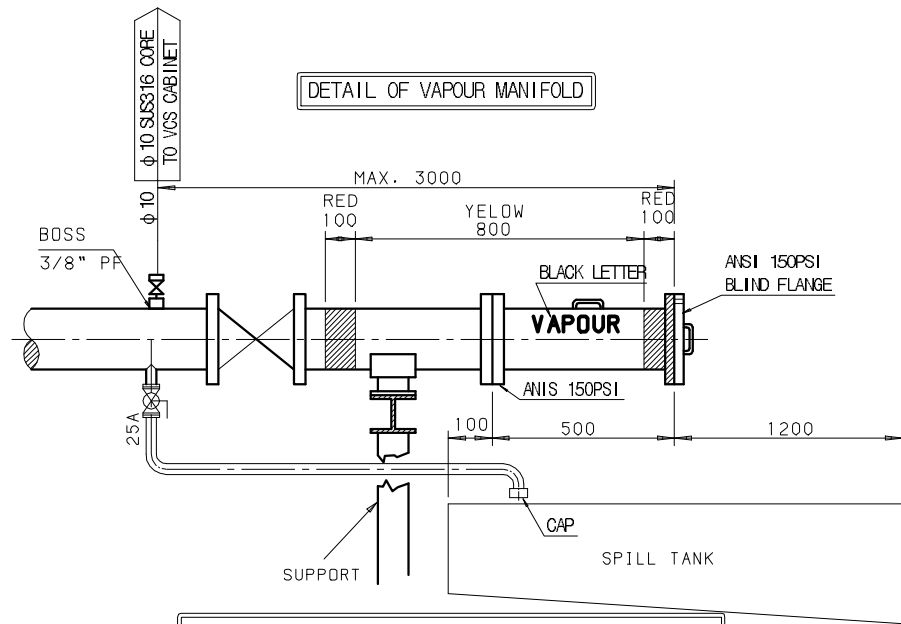 φ 10 SUS316 CORE
TO VCS CABINET
DETAIL OF VAPOUR MANIFOLD
φ 10
MAX. 3000
RED
100
YELOW
800
RED
100
BOSS
3/8" PF
BLACK LETTER
ANSI 150PSI
BLIND FLANGE
VAPOUR
ANIS 150PSI
25A
100
500
1200
CAP
SPILL TANK
SUPPORT